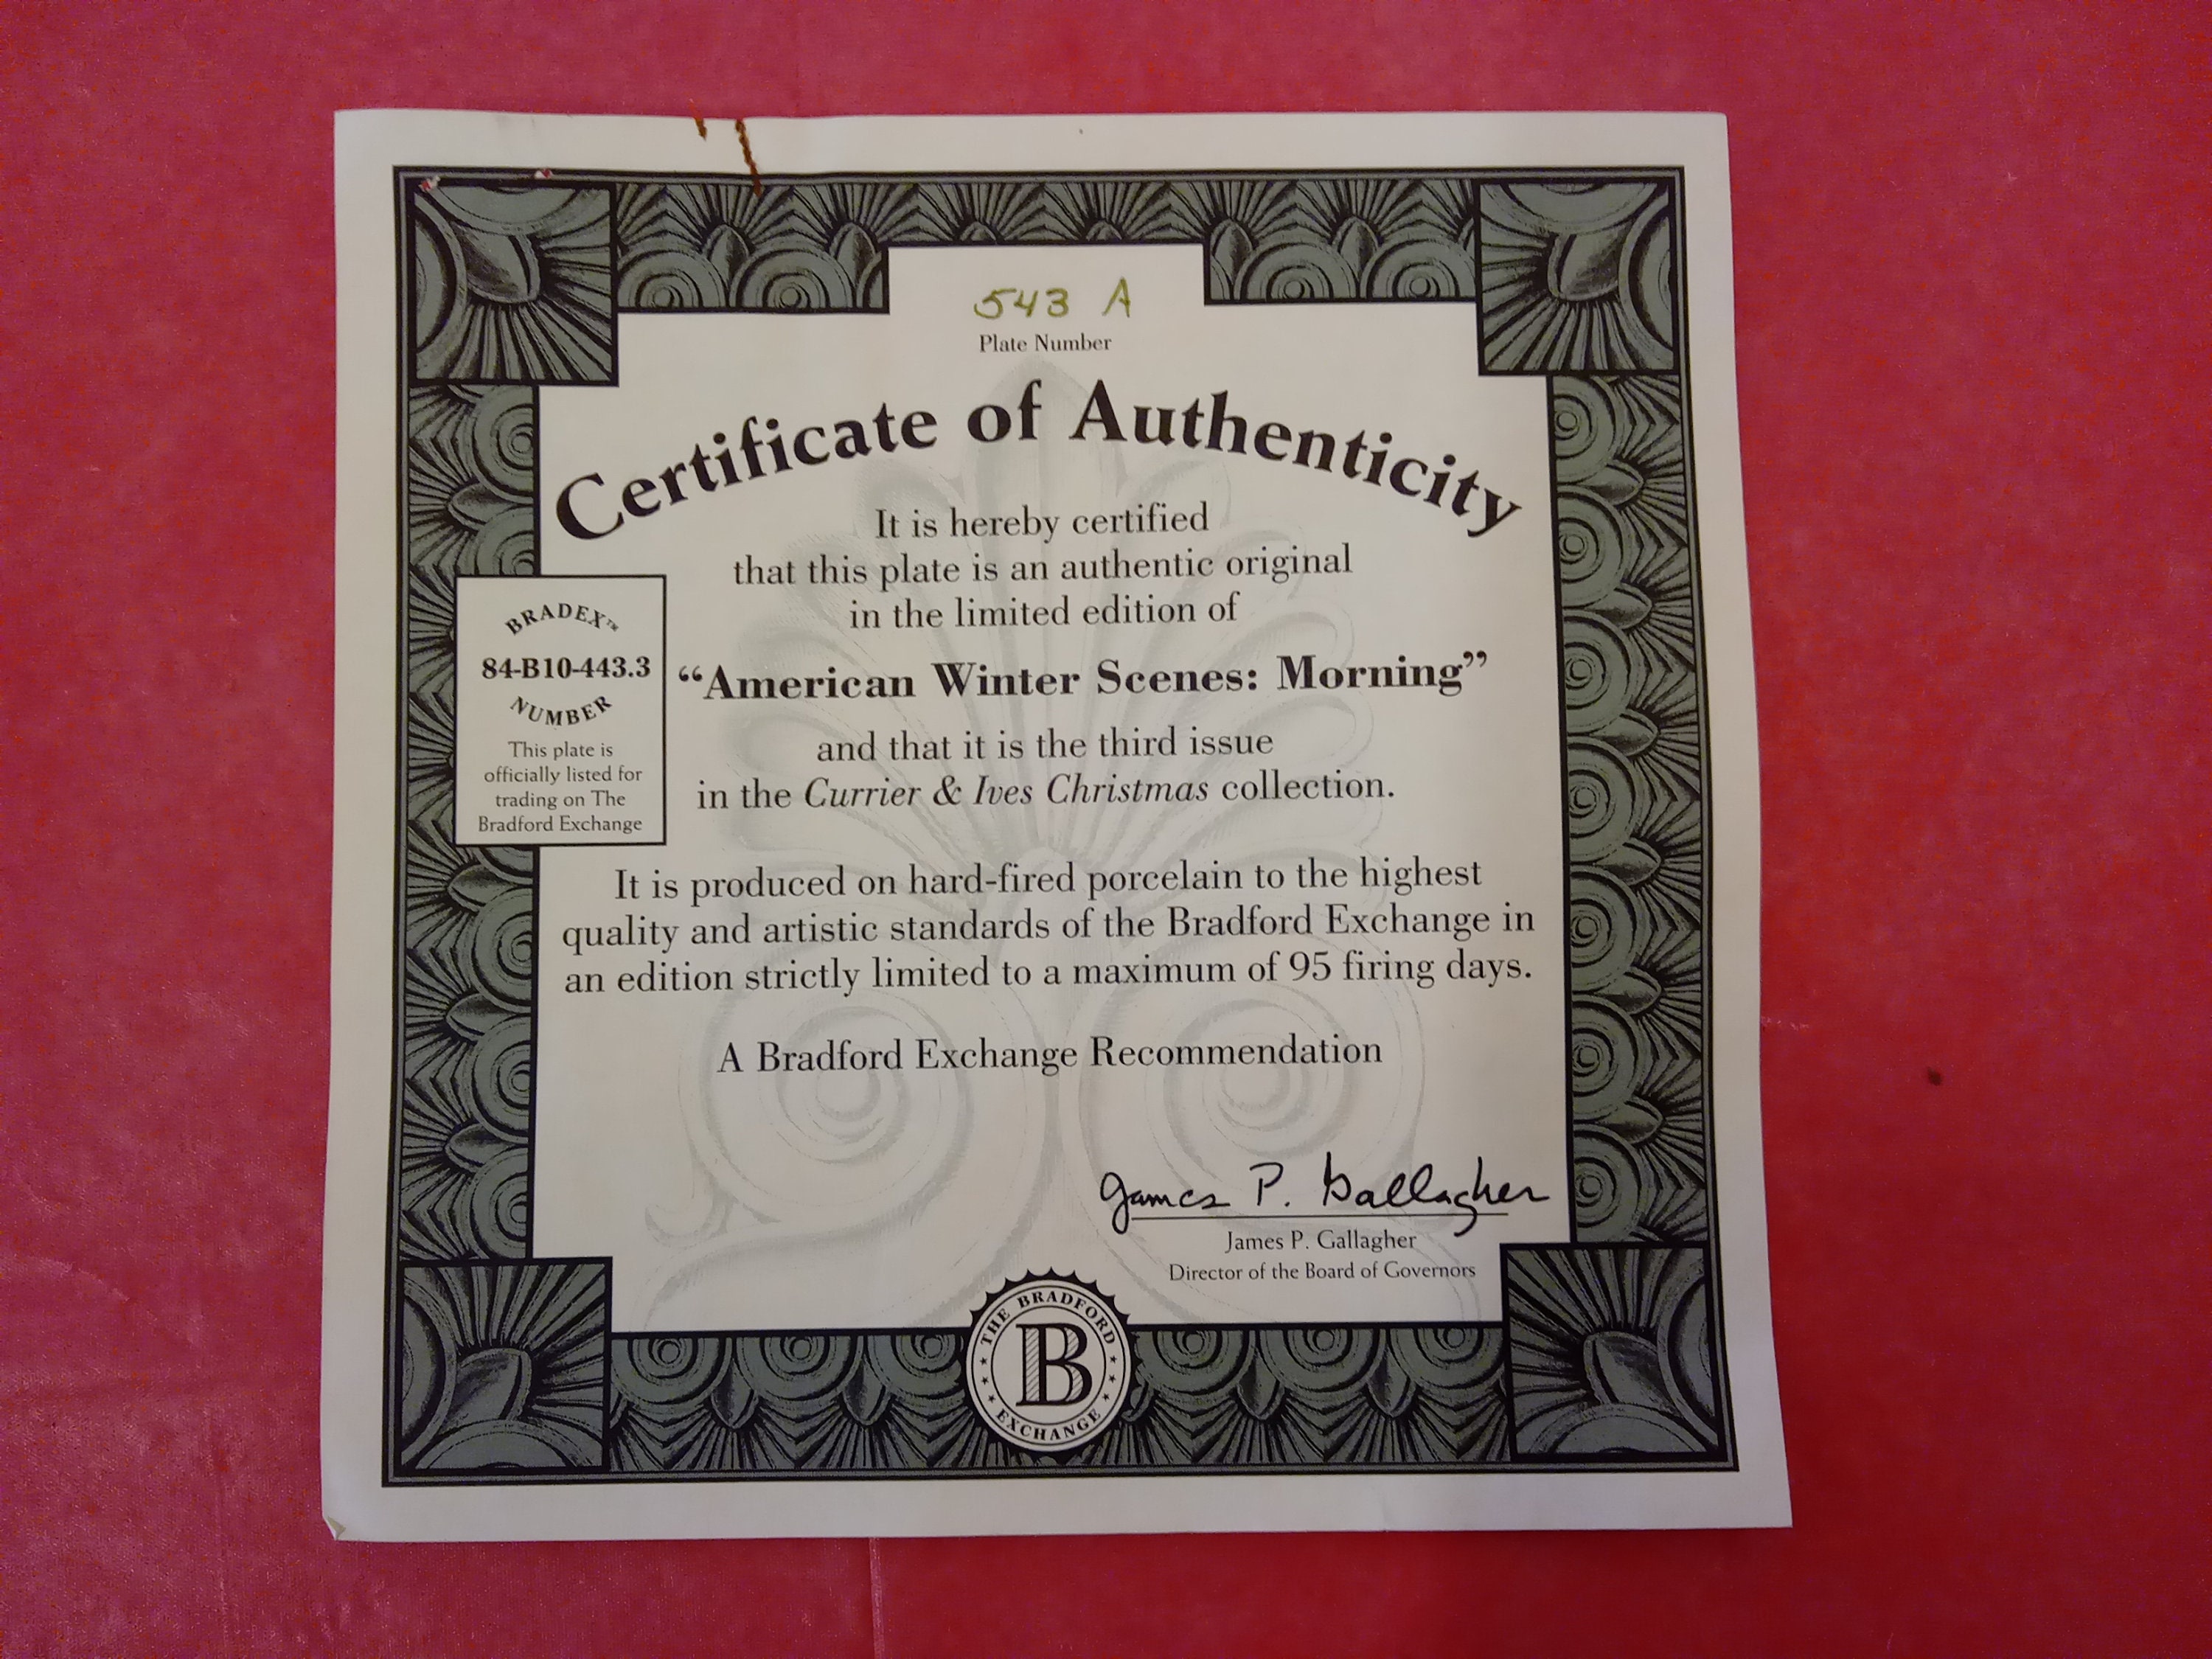 543 A
Plate Number
Certificate of Authenticity
It is hereby certified
that this plate is an authentic original
in the limited edition of
"American Winter Scenes: Morning"
and that it is the third issue
in the Currier & Ives Christmas collection.
BRADEX™
84-B10-443.3
NUMBER
This plate is
officially listed for
trading on The
Bradford Exchange
It is produced on hard-fired porcelain to the highest
quality and artistic standards of the Bradford Exchange in
an edition strictly limited to a maximum of 95 firing days.
A Bradford Exchange Recommendation
James P. Gallagher
James P. Gallagher
Director of the Board of Governors
THE BRADFORD
B
EXCHANGE